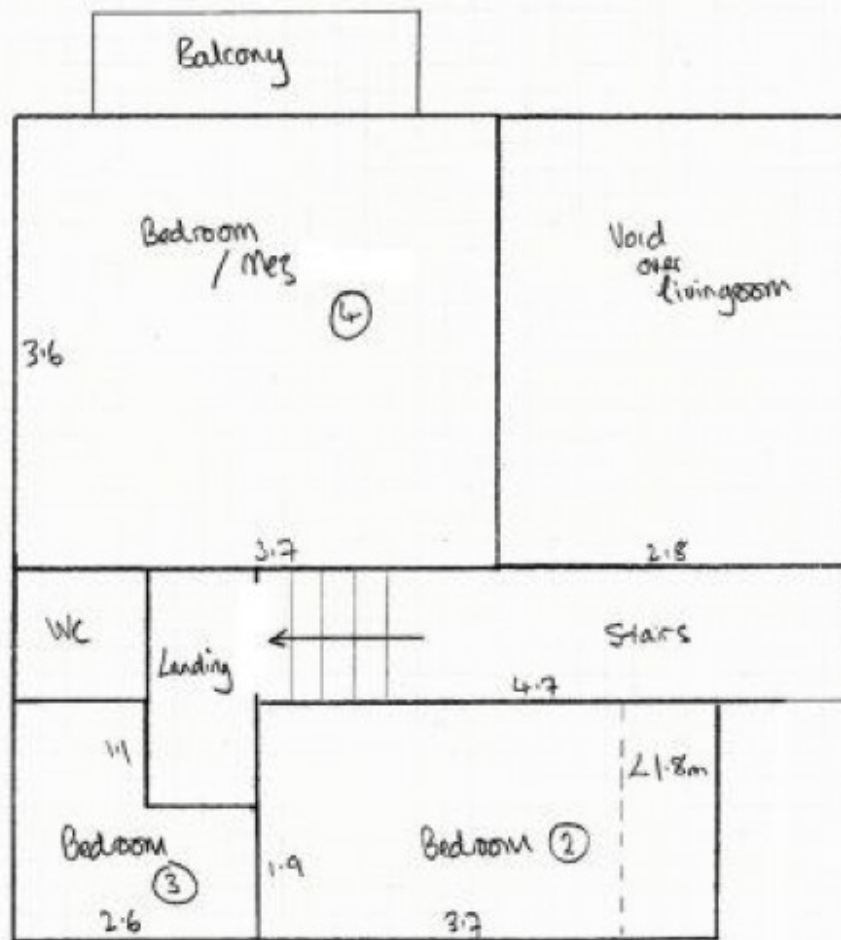 Balcony
Bedroom
/ Mez
4
Void
over
livingroom
3.6
3.7
2.8
WC
Landing
Stairs
4.7
1.1
<1.8m
Bedroom
3
Bedroom 2
1.9
2.6
3.7